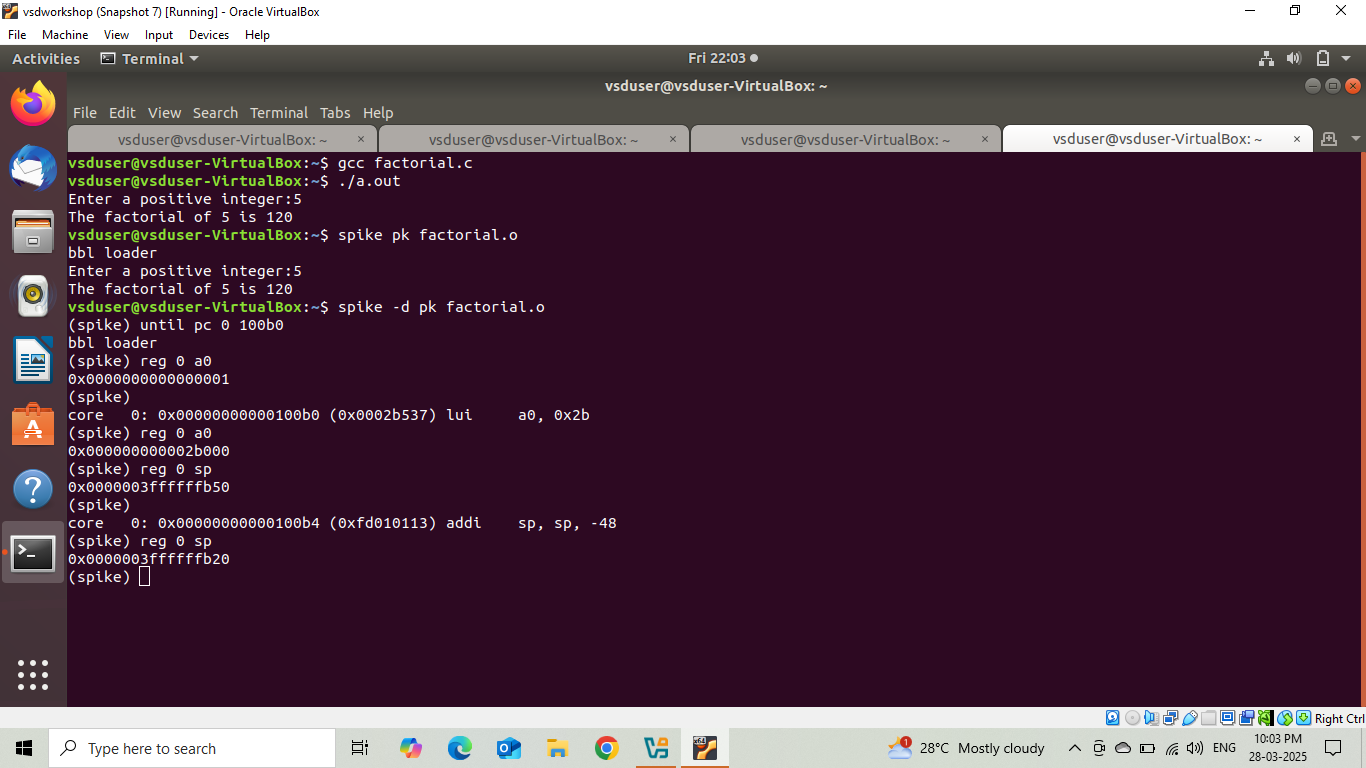 vsdworkshop (Snapshot 7) [Running] - Oracle VirtualBox
File Machine View Input Devices Help
Activities Terminal Fri 22:03
vsduser@vsduser-VirtualBox: ~
File Edit View Search Terminal Tabs Help
vsduser@vsduser-VirtualBox: ~ × vsduser@vsduser-VirtualBox: ~ × vsduser@vsduser-VirtualBox: ~ × vsduser@vsduser-VirtualBox: ~ ×
vsduser@vsduser-VirtualBox:~$ gcc factorial.c
vsduser@vsduser-VirtualBox:~$ ./a.out
Enter a positive integer:5
The factorial of 5 is 120
vsduser@vsduser-VirtualBox:~$ spike pk factorial.o
bbl loader
Enter a positive integer:5
The factorial of 5 is 120
vsduser@vsduser-VirtualBox:~$ spike -d pk factorial.o
(spike) until pc 0 100b0
bbl loader
(spike) reg 0 a0
0x0000000000000001
(spike)
core   0: 0x00000000000100b0 (0x0002b537) lui     a0, 0x2b
(spike) reg 0 a0
0x000000000002b000
(spike) reg 0 sp
0x0000003ffffffb50
(spike)
core   0: 0x00000000000100b4 (0xfd010113) addi    sp, sp, -48
(spike) reg 0 sp
0x0000003ffffffb20
(spike)
Right Ctrl
Type here to search
1
x64
28°C Mostly cloudy
ENG
10:03 PM
28-03-2025